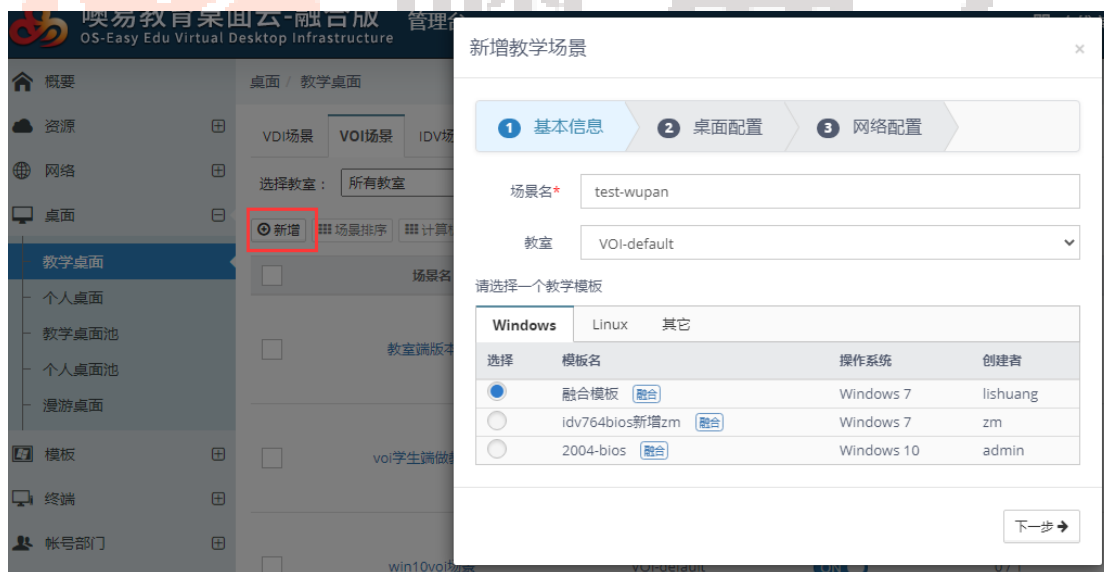 噢易教育桌面云-融合版 管理台
OS-Easy Edu Virtual Desktop Infrastructure
概要
资源
网络
桌面
教学桌面
个人桌面
教学桌面池
个人桌面池
漫游桌面
模板
终端
帐号部门
桌面 / 教学桌面
VDI场景 VOI场景 IDV场
选择教室： 所有教室
新增 场景排序 计算
场景名
教室端版本
voi学生端做
win10voi场景 VOI-default ON 0 / 1
新增教学场景 ×
1 基本信息 2 桌面配置 3 网络配置
场景名* test-wupan
教室 VOI-default
请选择一个教学模板
Windows Linux 其它
选择 模板名 操作系统 创建者
融合模板 融合 Windows 7 lishuang
idv764bios新增zm 融合 Windows 7 zm
2004-bios 融合 Windows 10 admin
下一步